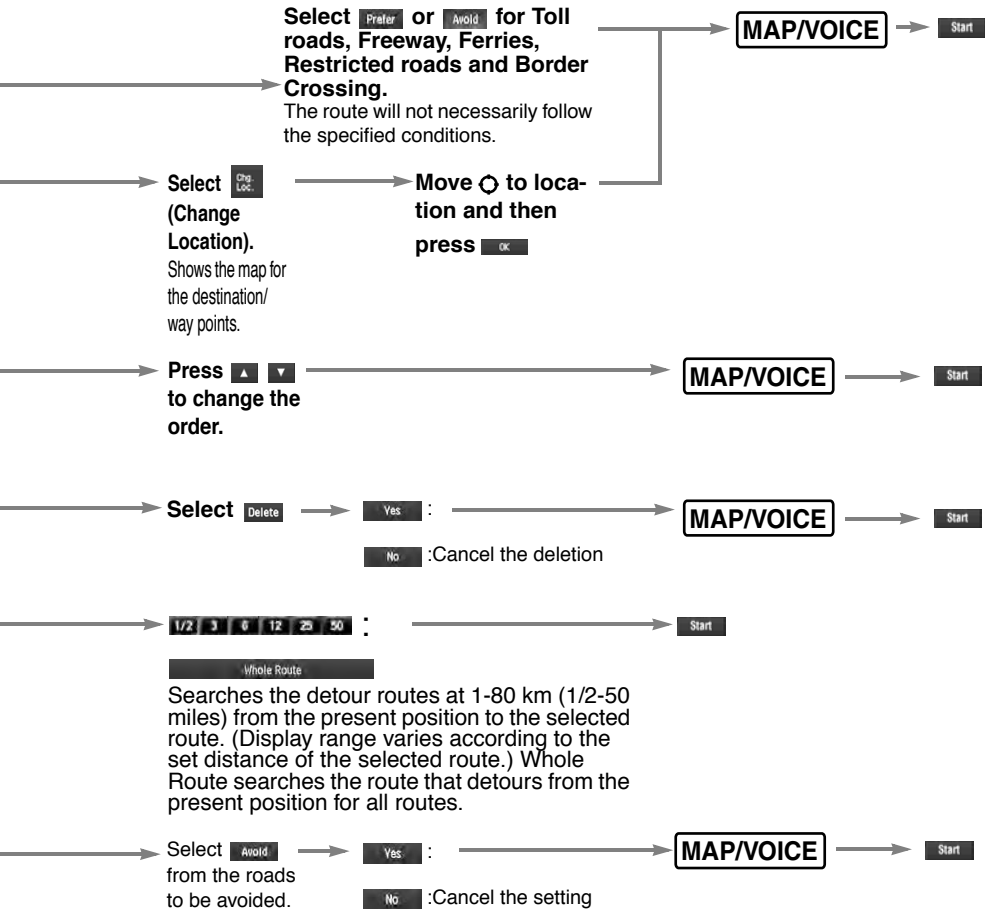 Select Prefer or Avoid for Toll
roads, Freeway, Ferries,
Restricted roads and Border
Crossing.
The route will not necessarily follow
the specified conditions.
MAP/VOICE
Start
Select Chg. Loc.
(Change
Location).
Shows the map for
the destination/
way points.
Move to loca-
tion and then
press OK
Press ▲ ▼
to change the
order.
MAP/VOICE
Start
Select Delete
Yes :
No :Cancel the deletion
MAP/VOICE
Start
1/2 3 6 12 25 50 :
Start
Whole Route
Searches the detour routes at 1-80 km (1/2-50
miles) from the present position to the selected
route. (Display range varies according to the
set distance of the selected route.) Whole
Route searches the route that detours from the
present position for all routes.
Select Avoid
from the roads
to be avoided.
Yes :
No :Cancel the setting
MAP/VOICE
Start